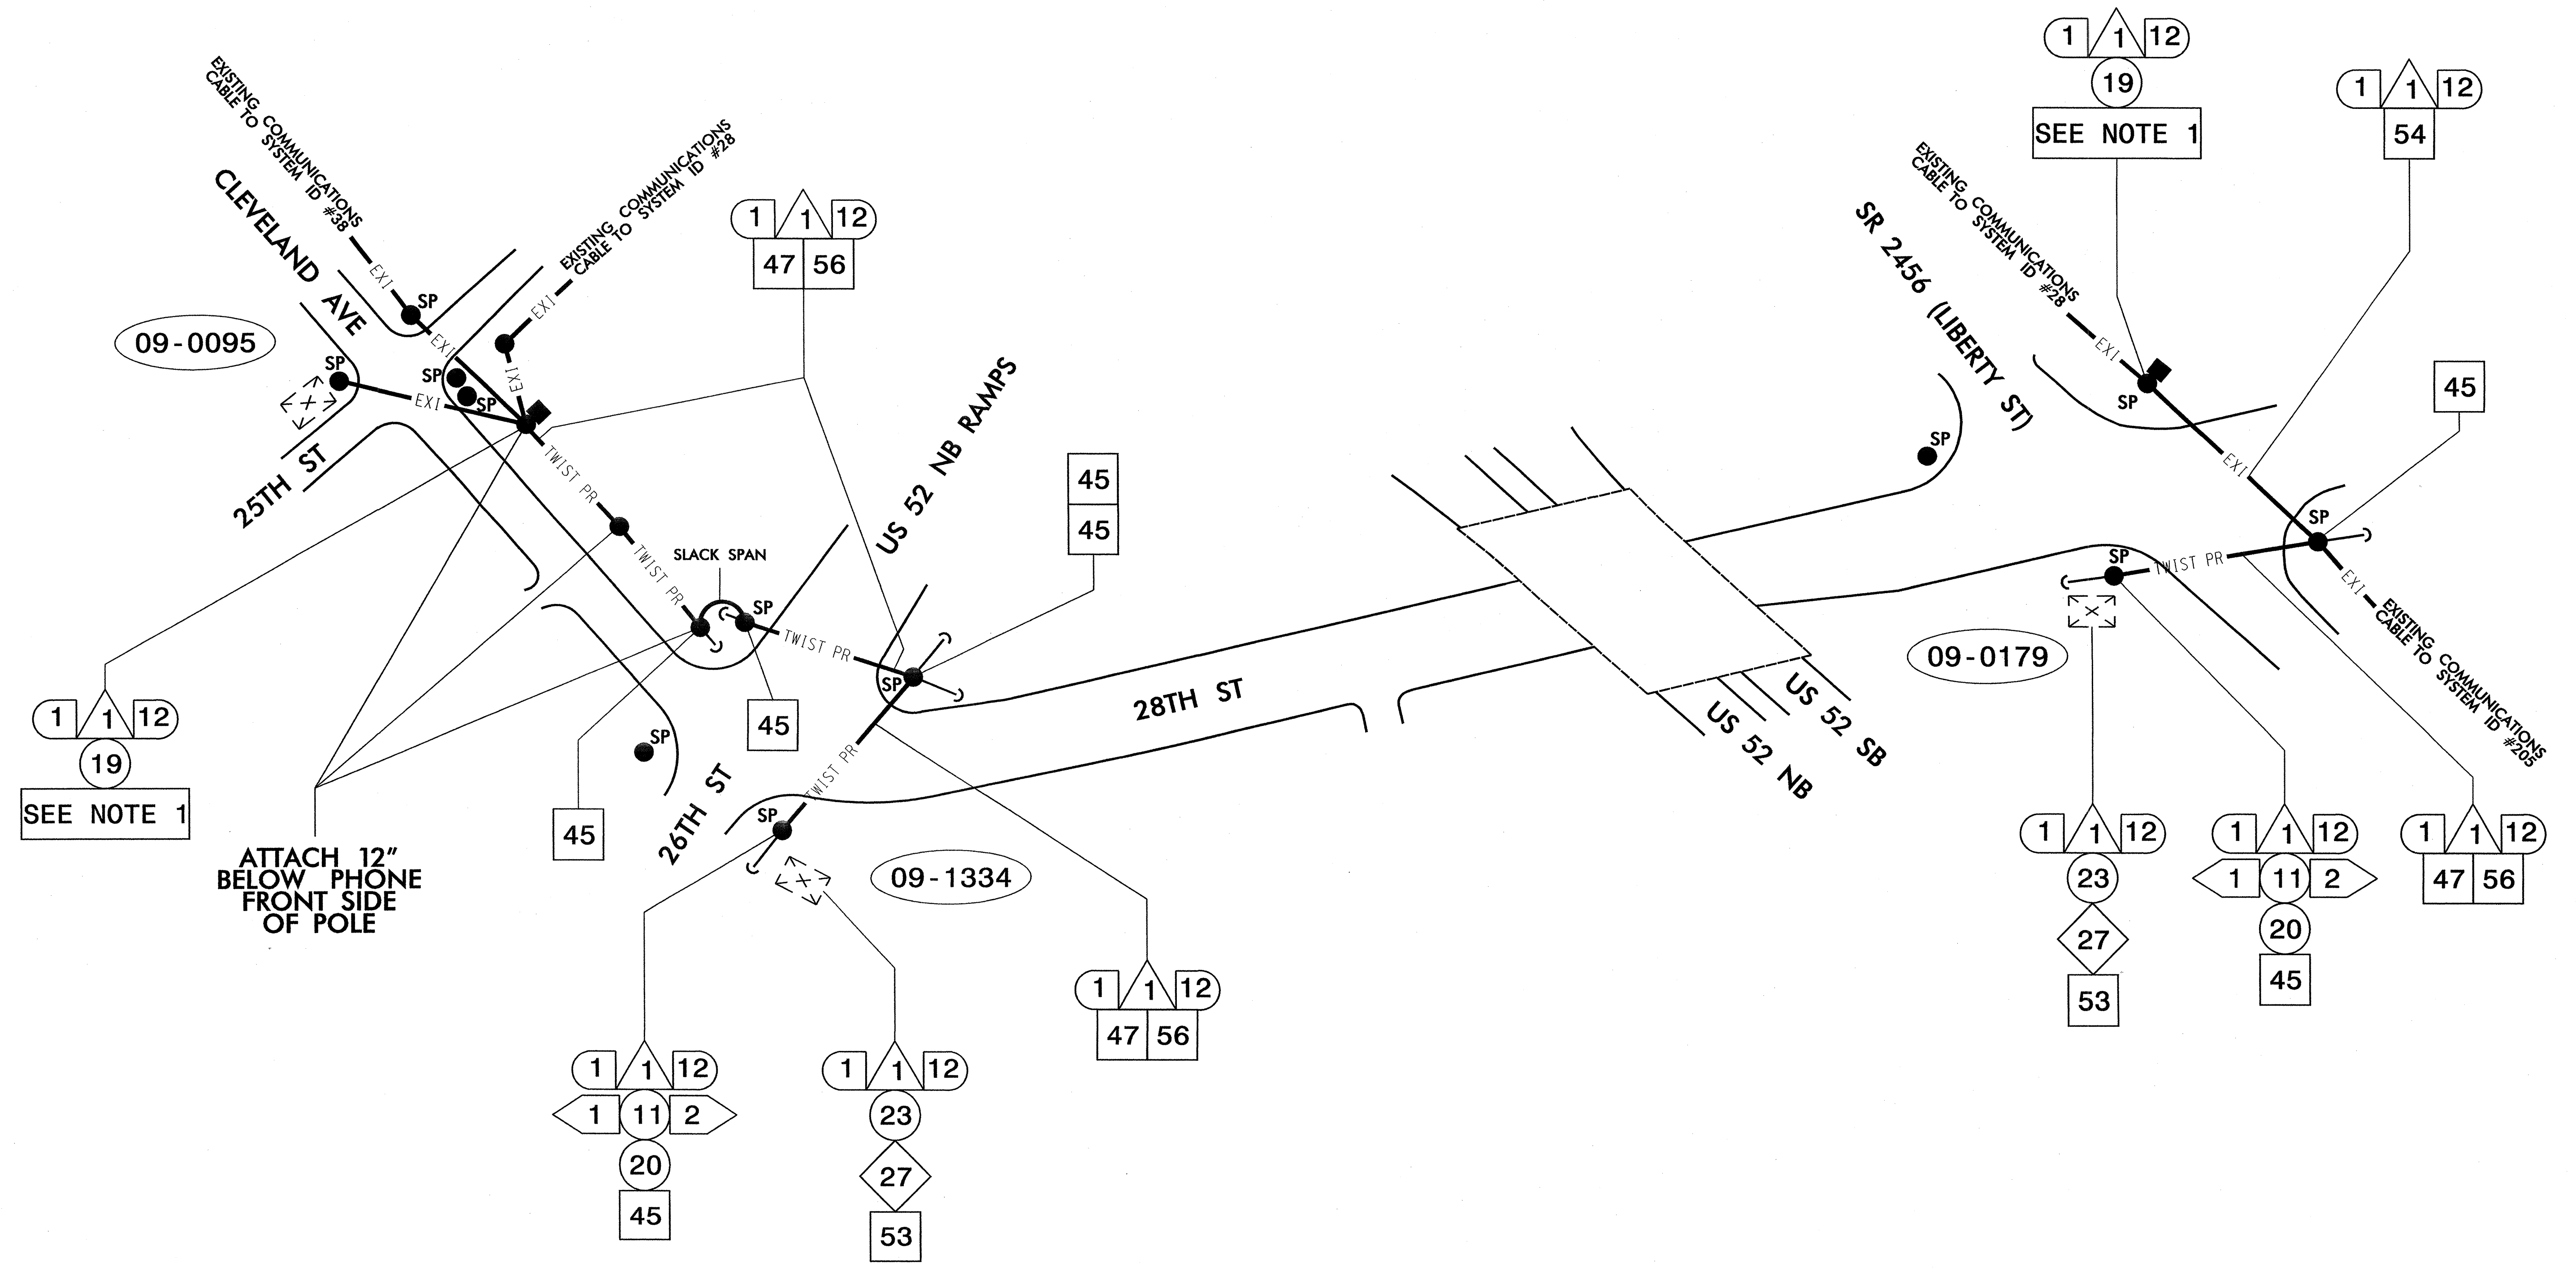 EXISTING COMMUNICATIONS
CABLE TO SYSTEM ID #38
EXISTING COMMUNICATIONS
CABLE TO SYSTEM ID #28
CLEVELAND AVE
09-0095
25TH ST
EXI
SP
EXI
EXI
EXI
SP
EXI
SP
SP
TWIST PR
TWIST PR
SLACK SPAN
SP
TWIST PR
SP
TWIST PR
SP
SP
1 1 12
47 56
US 52 NB RAMPS
45
45
45
45
1 1 12
19
SEE NOTE 1
ATTACH 12"
BELOW PHONE
FRONT SIDE
OF POLE
26TH ST
09-1334
28TH ST
1 1 12
11
1 2
20
45
1 1 12
23
27
53
1 1 12
47 56
US 52 NB
US 52 SB
SP
SR 2456 (LIBERTY ST)
EXISTING COMMUNICATIONS
CABLE TO SYSTEM ID #28
1 1 12
19
SEE NOTE 1
1 1 12
54
45
EXI
SP
EXI
SP
SP
TWIST PR
EXI
EXISTING COMMUNICATIONS
CABLE TO SYSTEM ID #205
09-0179
1 1 12
23
27
53
1 1 12
1 11 2
20
45
1 1 12
47 56